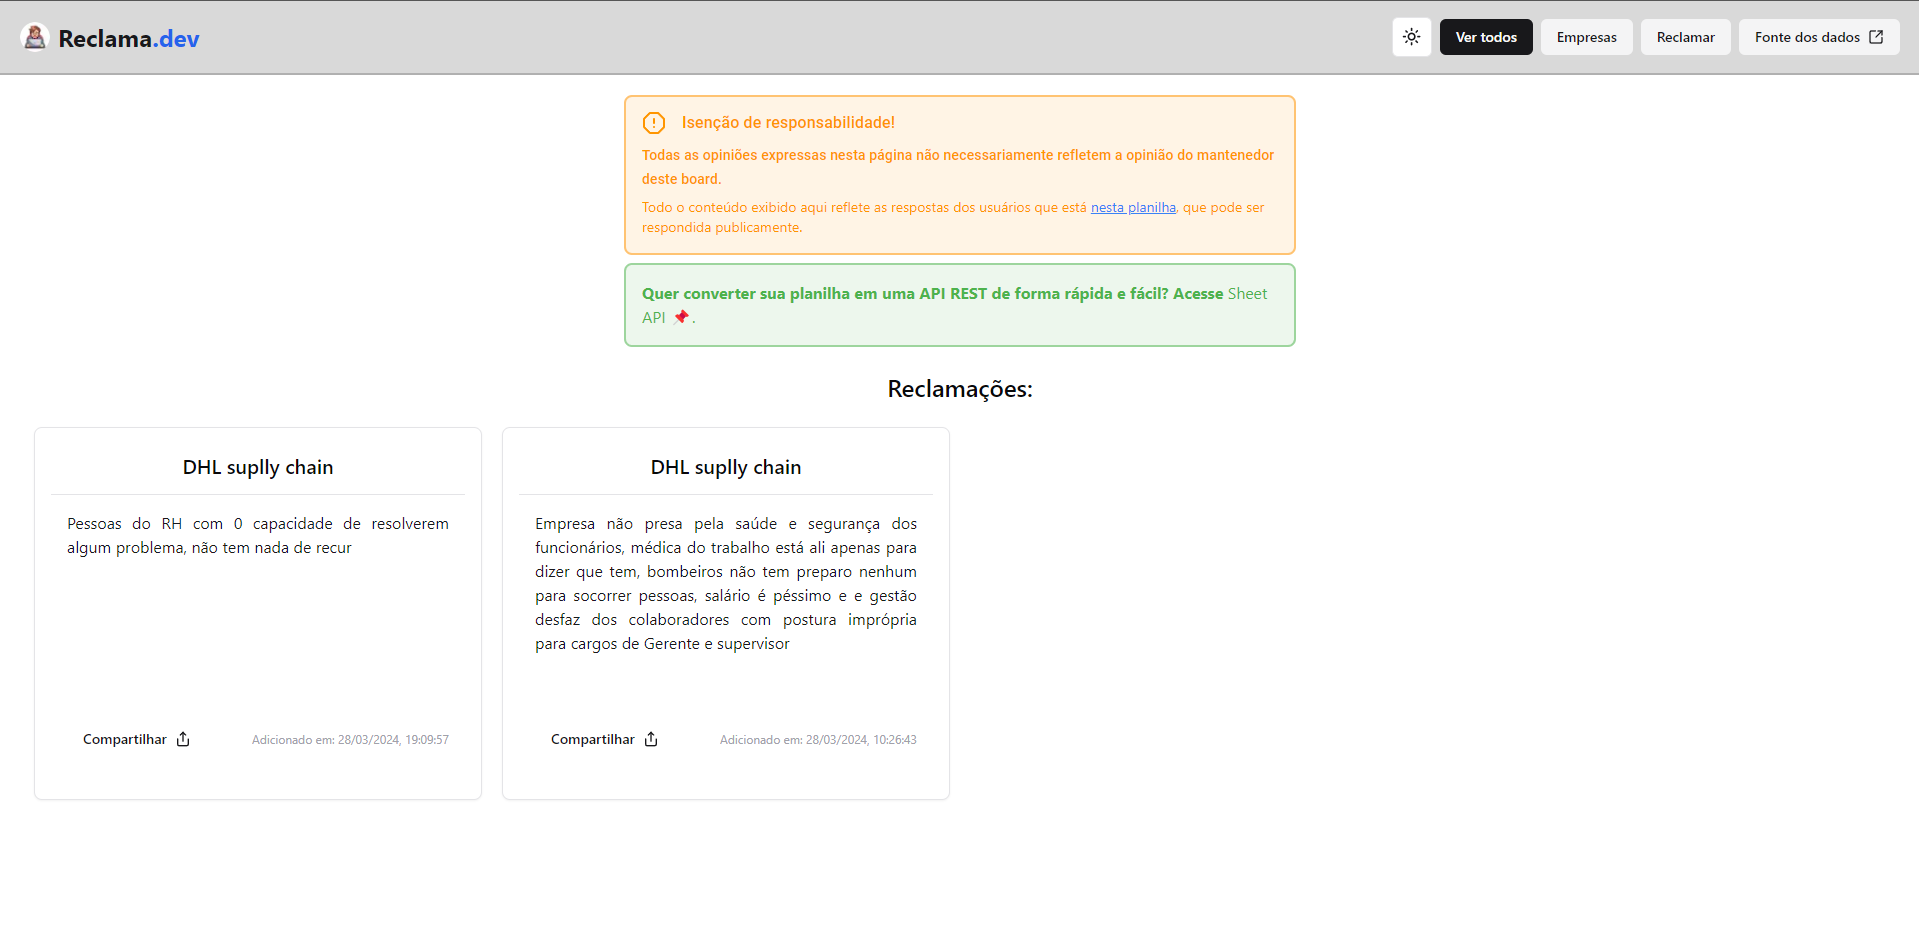 Reclama.dev
Ver todos
Empresas
Reclamar
Fonte dos dados
Isenção de responsabilidade!
Todas as opiniões expressas nesta página não necessariamente refletem a opinião do mantenedor
deste board.
Todo o conteúdo exibido aqui reflete as respostas dos usuários que está nesta planilha, que pode ser
respondida publicamente.
Quer converter sua planilha em uma API REST de forma rápida e fácil? Acesse Sheet
API 📌.
Reclamações:
DHL suplly chain
Pessoas do RH com 0 capacidade de resolverem
algum problema, não tem nada de recur
Compartilhar
Adicionado em: 28/03/2024, 19:09:57
DHL suplly chain
Empresa não presa pela saúde e segurança dos
funcionários, médica do trabalho está ali apenas para
dizer que tem, bombeiros não tem preparo nenhum
para socorrer pessoas, salário é péssimo e e gestão
desfaz dos colaboradores com postura imprópria
para cargos de Gerente e supervisor
Compartilhar
Adicionado em: 28/03/2024, 10:26:43